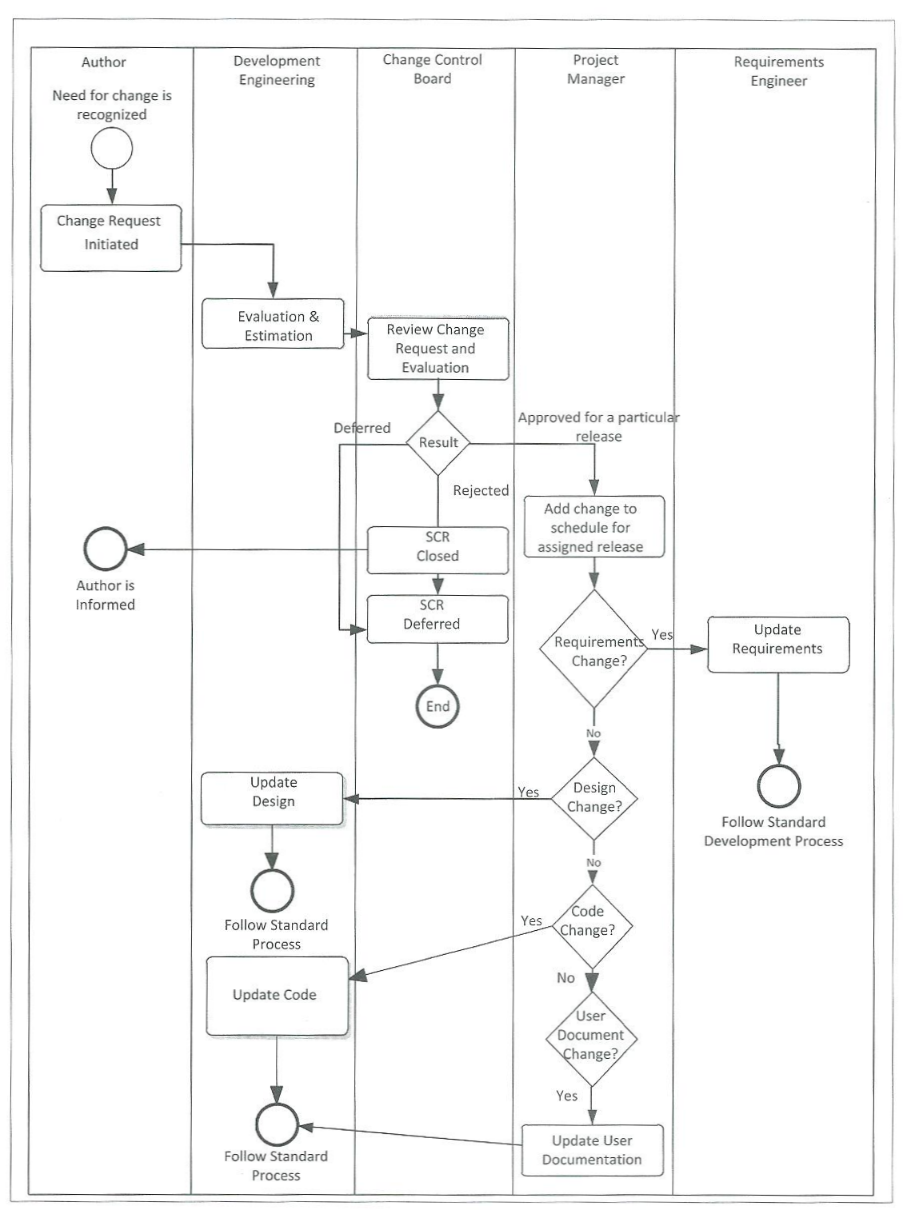 Author
Development
Engineering
Change Control
Board
Project
Manager
Requirements
Engineer
Need for change is
recognized
Change Request
Initiated
Evaluation &
Estimation
Review Change
Request and
Evaluation
Deferred
Result
Approved for a particular
release
Rejected
Add change to
schedule for
assigned release
SCR
Closed
Author is
Informed
SCR
Deferred
Requirements
Change?
Yes
Update
Requirements
End
No
Update
Design
Yes
Design
Change?
Follow Standard
Development Process
No
Follow Standard
Process
Yes
Code
Change?
Update Code
No
User
Document
Change?
Yes
Follow Standard
Process
Update User
Documentation